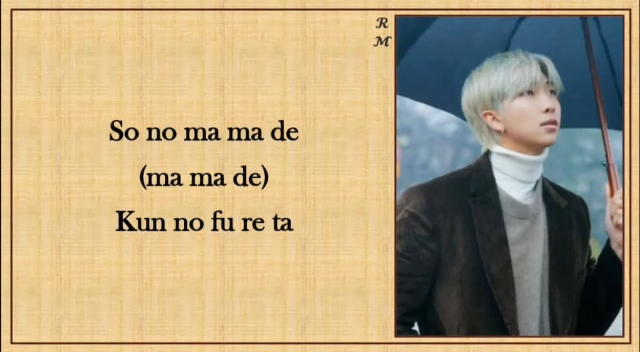 R
M
So no ma ma de
(ma ma de)
Kun no fu re ta